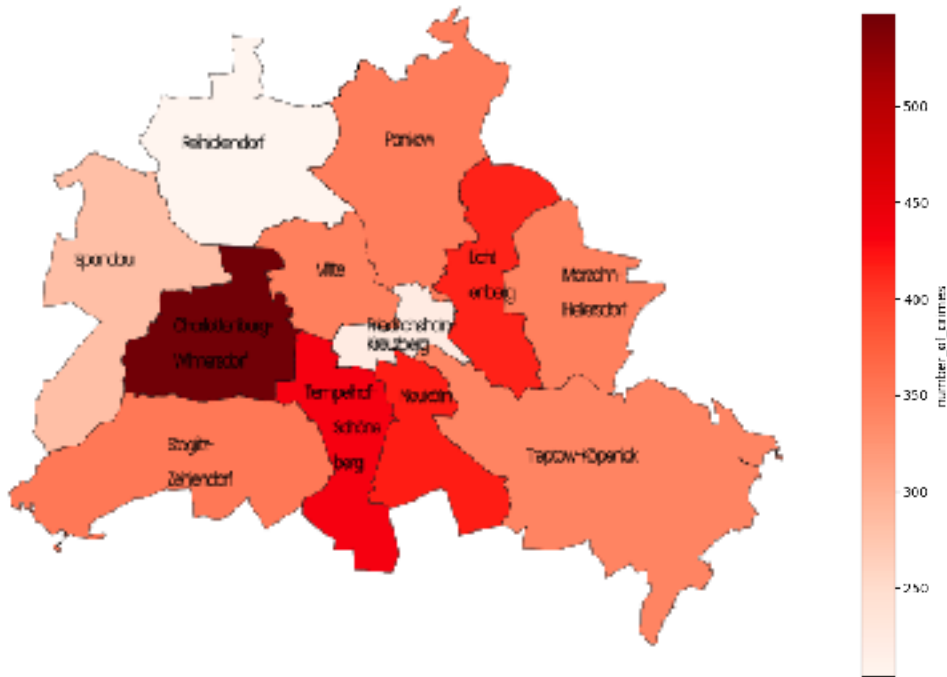 Reinickendorf
Pankow
Spandau
Mitte
Licht
enberg
Marzahn
Hellersdorf
Friedrichshain-
Kreuzberg
Charlottenburg-
Wilmersdorf
Tempelhof
Schöne
berg
Neukölln
Steglitz-
Zehlendorf
Treptow-Köpenick
500
450
400
350
300
250
number_of_crimes